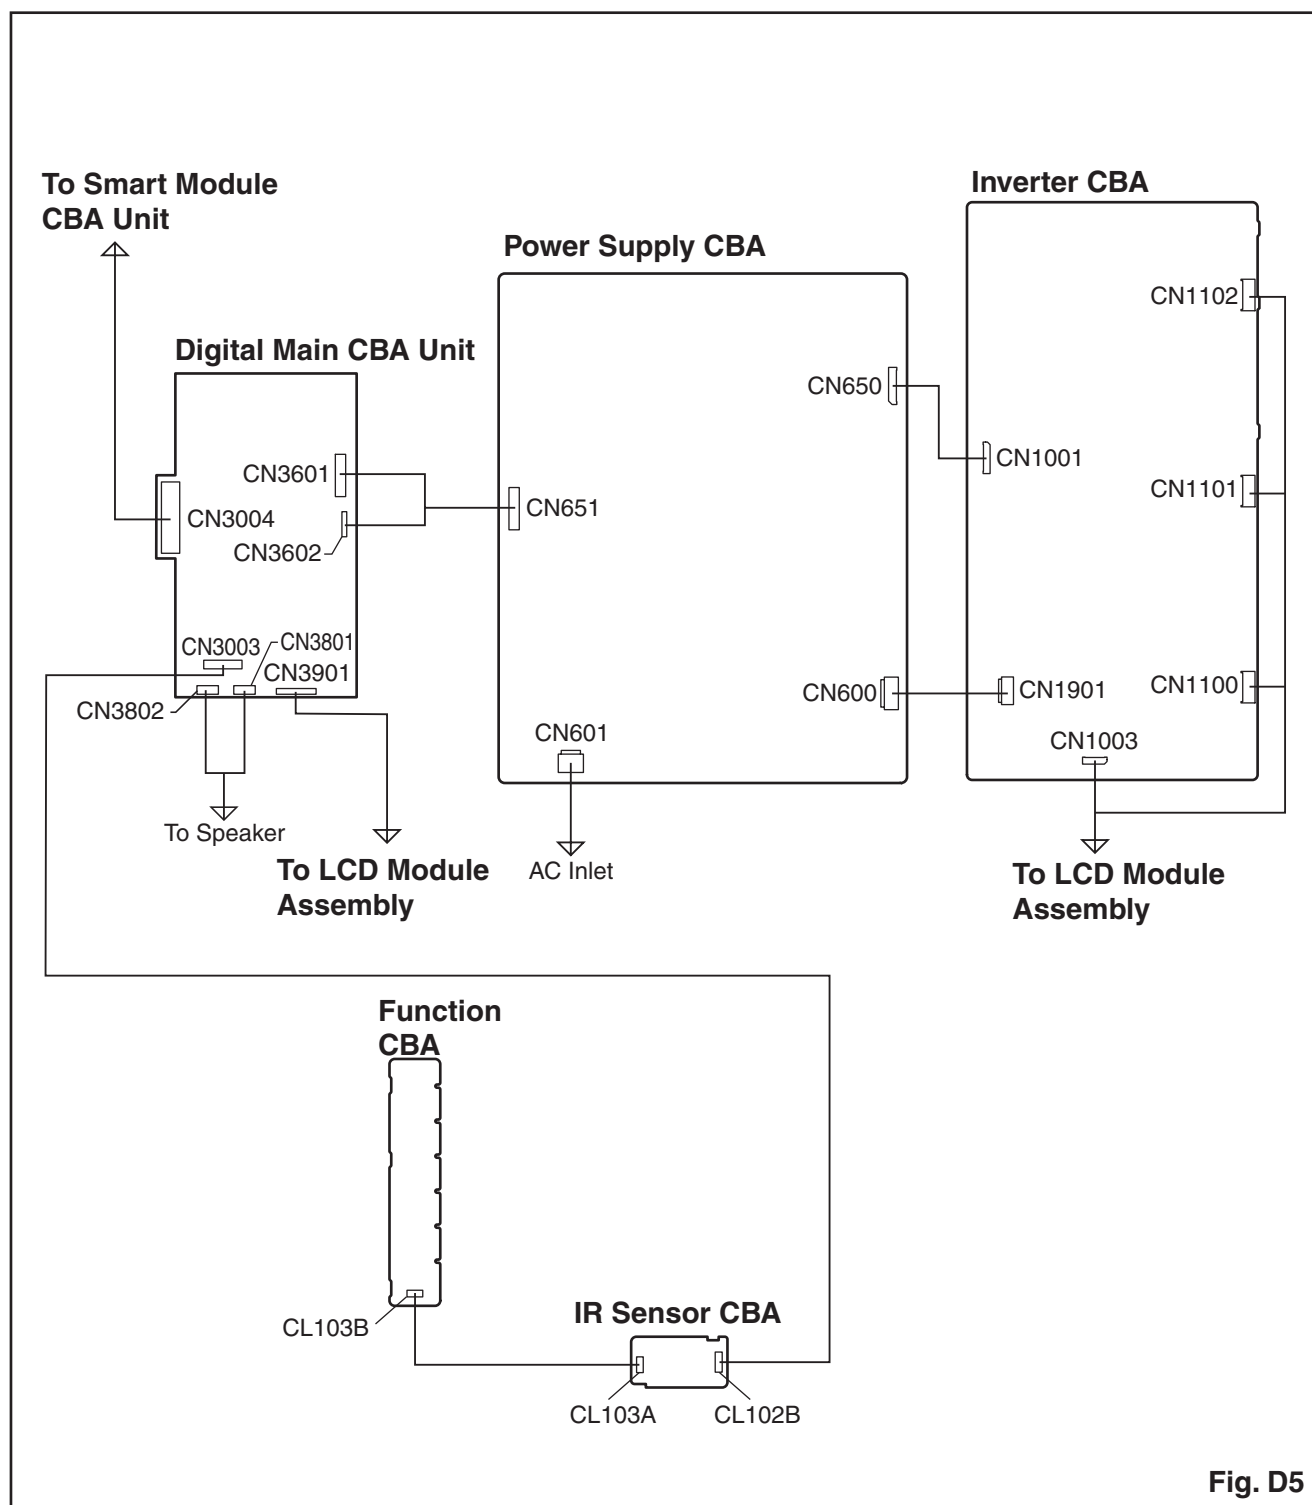 To Smart Module
CBA Unit
Inverter CBA
Power Supply CBA
CN1102
Digital Main CBA Unit
CN650
CN3601
CN1001
CN1101
CN651
CN3004
CN3602
CN3003
CN3801
CN3901
CN3802
CN600
CN1901
CN1100
CN601
CN1003
To Speaker
To LCD Module
Assembly
AC Inlet
To LCD Module
Assembly
Function
CBA
CL103B
IR Sensor CBA
CL103A
CL102B
Fig. D5